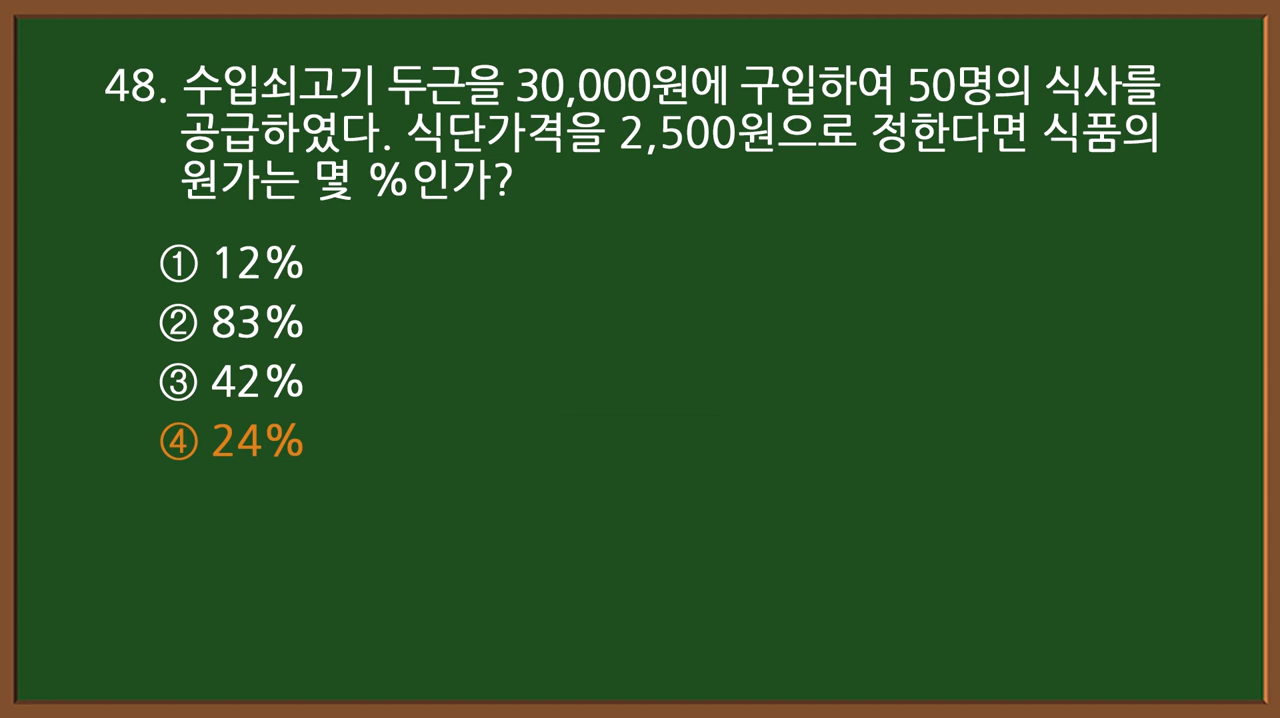 48. 수입쇠고기 두근을 30,000원에 구입하여 50명의 식사를
공급하였다. 식단가격을 2,500원으로 정한다면 식품의
원가는 몇 %인가?
① 12%
② 83%
③ 42%
④ 24%